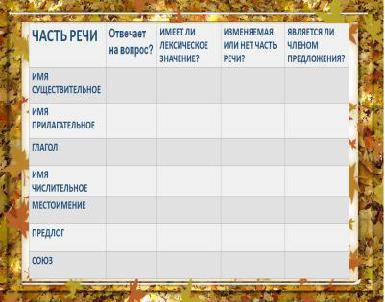 ЧАСТЬ РЕЧИ
Отвечает
на вопрос?
ИМЕЕТ ЛИ
ЛЕКСИЧЕСКОЕ
ЗНАЧЕНИЕ?
ИЗМЕНЯЕМАЯ
ИЛИ НЕТ ЧАСТЬ
РЕЧИ?
ЯВЛЯЕТСЯ ЛИ
ЧЛЕНОМ
ПРЕДЛОЖЕНИЯ?
ИМЯ
СУЩЕСТВИТЕЛЬНОЕ
ИМЯ
ПРИЛАГАТЕЛЬНОЕ
ГЛАГОЛ
ИМЯ
ЧИСЛИТЕЛЬНОЕ
МЕСТОИМЕНИЕ
ПРЕДЛОГ
СОЮЗ